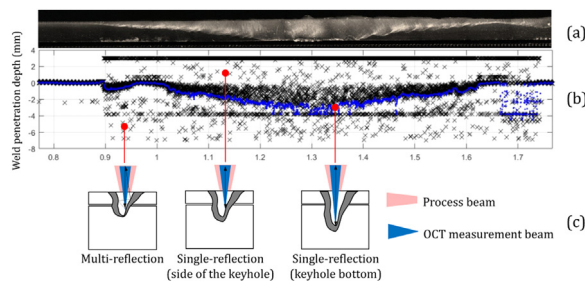 (a)
Weld penetration depth (mm)
4
2
0
-2
-4
-6
-8
(b)
0.8 0.9 1 1.1 1.2 1.3 1.4 1.5 1.6 1.7
Process beam
(c)
OCT measurement beam
Multi-reflection Single-reflection Single-reflection
(side of the keyhole) (keyhole bottom)